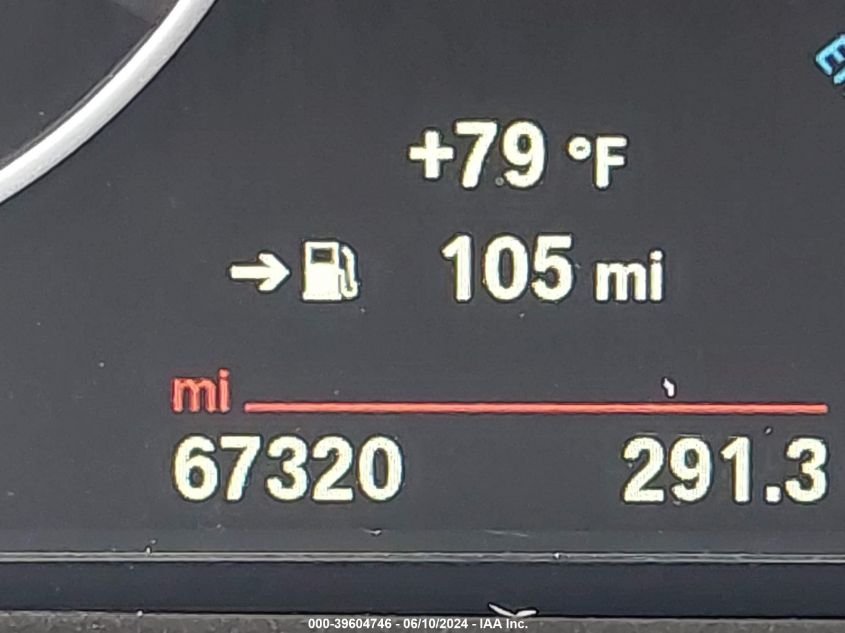 +79 °F
105 mi
mi
67320 291.3
000-39604746 - 06/10/2024 - IAA Inc.